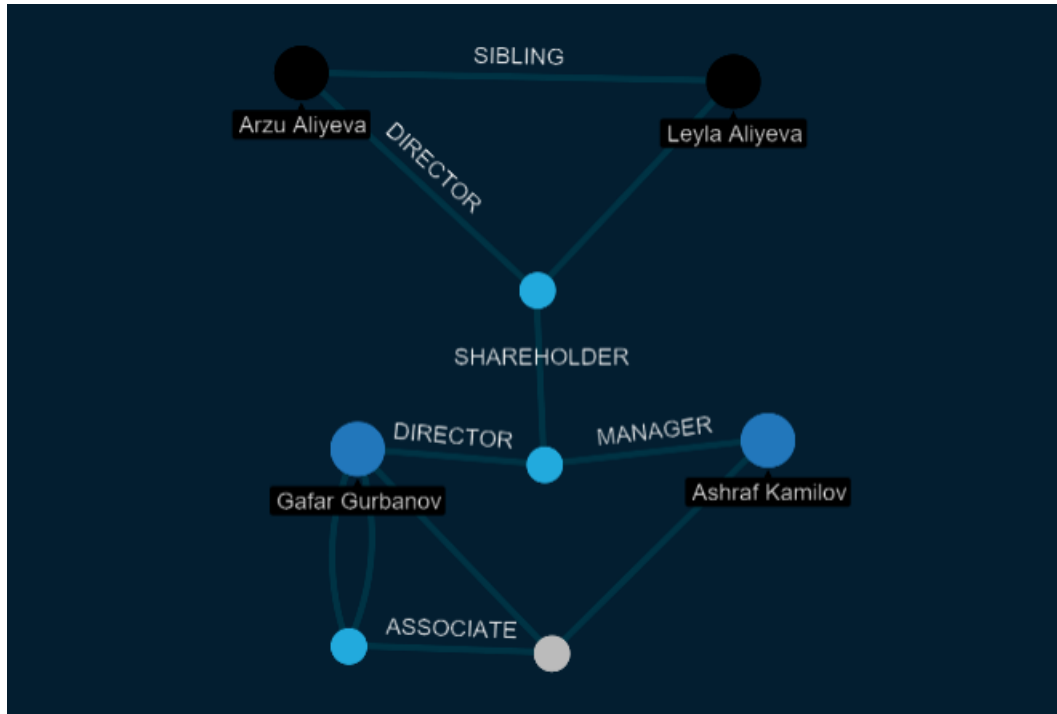 SIBLING
Arzu Aliyeva
Leyla Aliyeva
DIRECTOR
SHAREHOLDER
DIRECTOR
MANAGER
Gafar Gurbanov
Ashraf Kamilov
ASSOCIATE